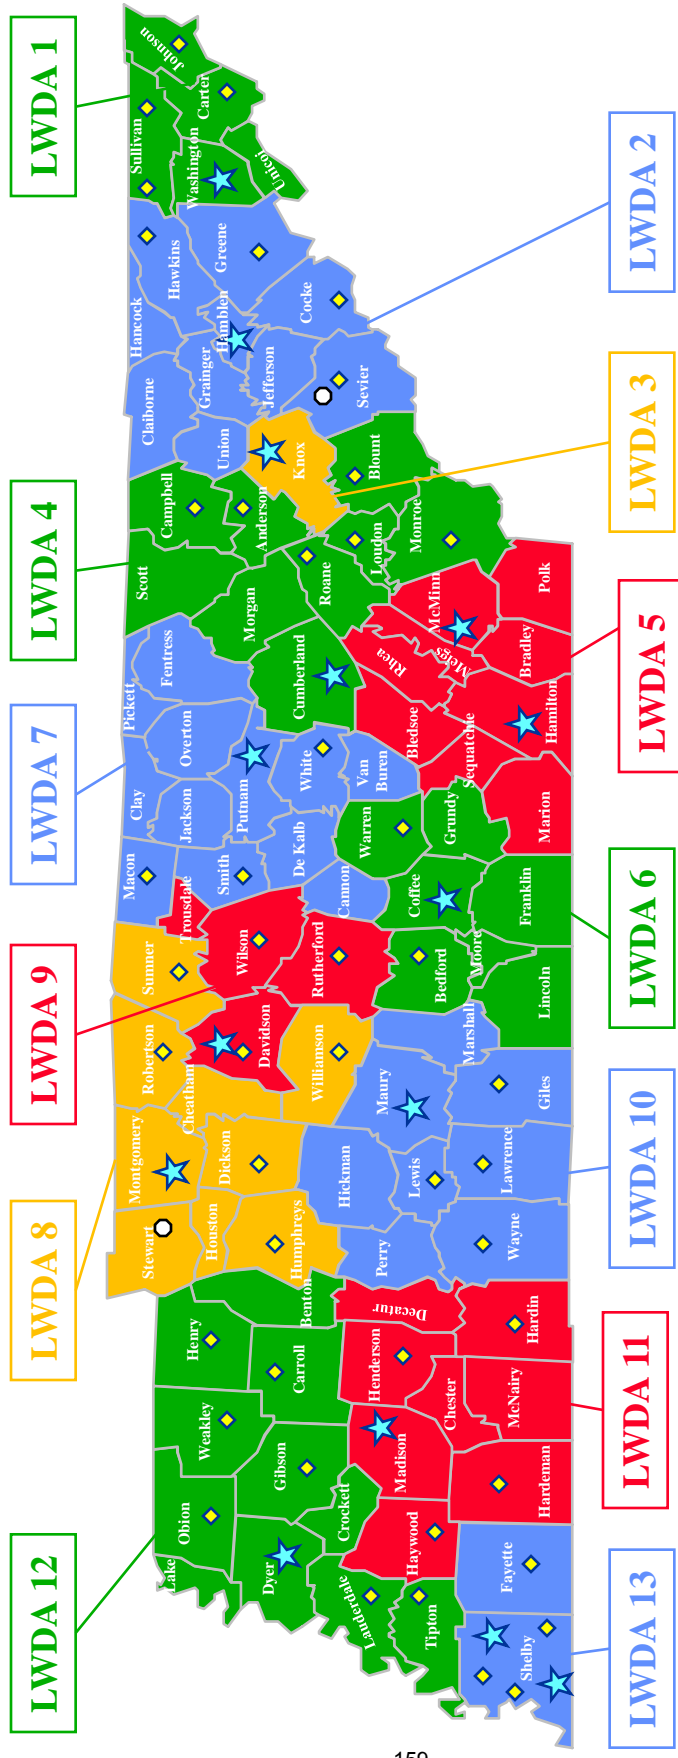 LWDA 12
LWDA 8
LWDA 9
LWDA 7
LWDA 4
LWDA 1
Lake
Obion
Weakley
Henry
Stewart
Montgomery
Robertson
Sumner
Macon
Clay
Pickett
Scott
Campbell
Claiborne
Hancock
Hawkins
Sullivan
Johnson
Carter
Washington
Unicoi
Dyer
Gibson
Carroll
Benton
Houston
Humphreys
Dickson
Cheatham
Davidson
Wilson
Trousdale
Smith
Jackson
Putnam
Overton
Fentress
Morgan
Anderson
Union
Grainger
Hamblen
Greene
Lauderdale
Crockett
Haywood
Madison
Henderson
Decatur
Perry
Hickman
Lewis
Maury
Williamson
Rutherford
Cannon
De Kalb
White
Van
Buren
Warren
Cumberland
Roane
Loudon
Knox
Blount
Sevier
Jefferson
Cocke
Tipton
Shelby
Fayette
Hardeman
Chester
McNairy
Hardin
Wayne
Lawrence
Giles
Marshall
Bedford
Moore
Lincoln
Coffee
Franklin
Grundy
Marion
Sequatchie
Bledsoe
Rhea
Meigs
Hamilton
Bradley
McMinn
Polk
Monroe
LWDA 13
LWDA 11
LWDA 10
LWDA 6
LWDA 5
LWDA 3
LWDA 2
159